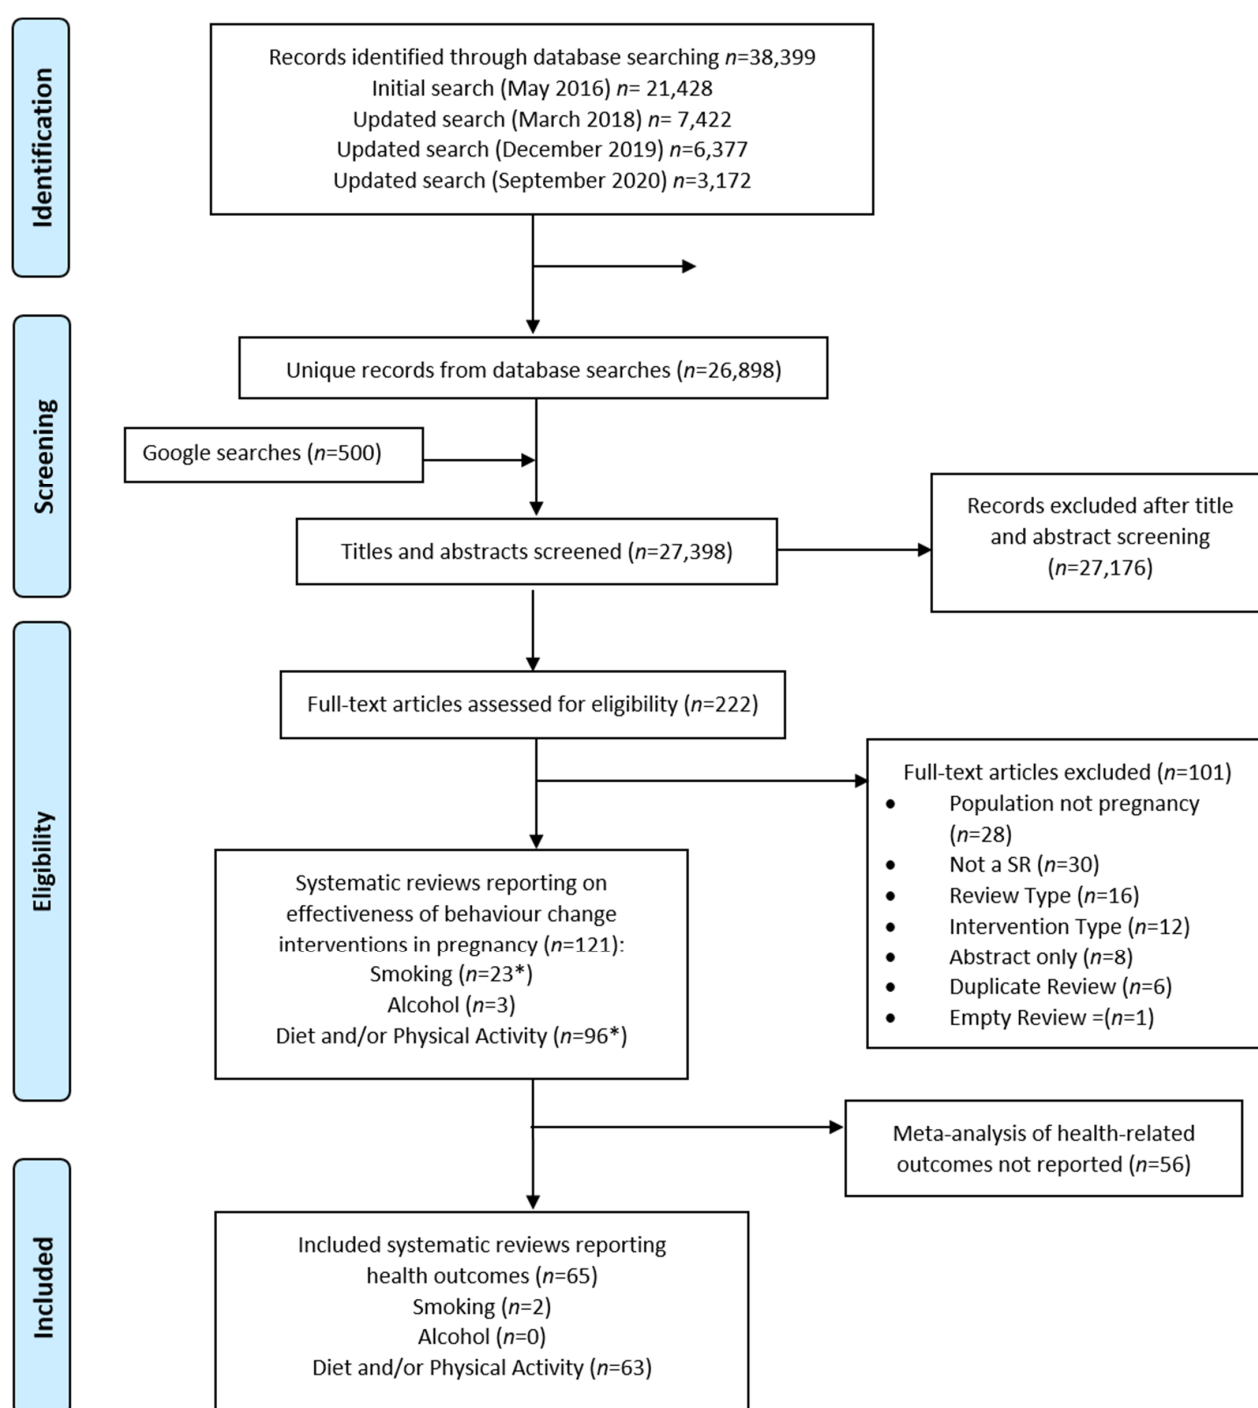 Identification
Records identified through database searching n=38,399
Initial search (May 2016) n= 21,428
Updated search (March 2018) n= 7,422
Updated search (December 2019) n=6,377
Updated search (September 2020) n=3,172
Screening
Unique records from database searches (n=26,898)
Google searches (n=500)
Titles and abstracts screened (n=27,398)
Records excluded after title
and abstract screening
(n=27,176)
Eligibility
Full-text articles assessed for eligibility (n=222)
Full-text articles excluded (n=101)
• Population not pregnancy
(n=28)
• Not a SR (n=30)
• Review Type (n=16)
• Intervention Type (n=12)
• Abstract only (n=8)
• Duplicate Review (n=6)
• Empty Review =(n=1)
Systematic reviews reporting on
effectiveness of behaviour change
interventions in pregnancy (n=121):
Smoking (n=23*)
Alcohol (n=3)
Diet and/or Physical Activity (n=96*)
Meta-analysis of health-related
outcomes not reported (n=56)
Included
Included systematic reviews reporting
health outcomes (n=65)
Smoking (n=2)
Alcohol (n=0)
Diet and/or Physical Activity (n=63)